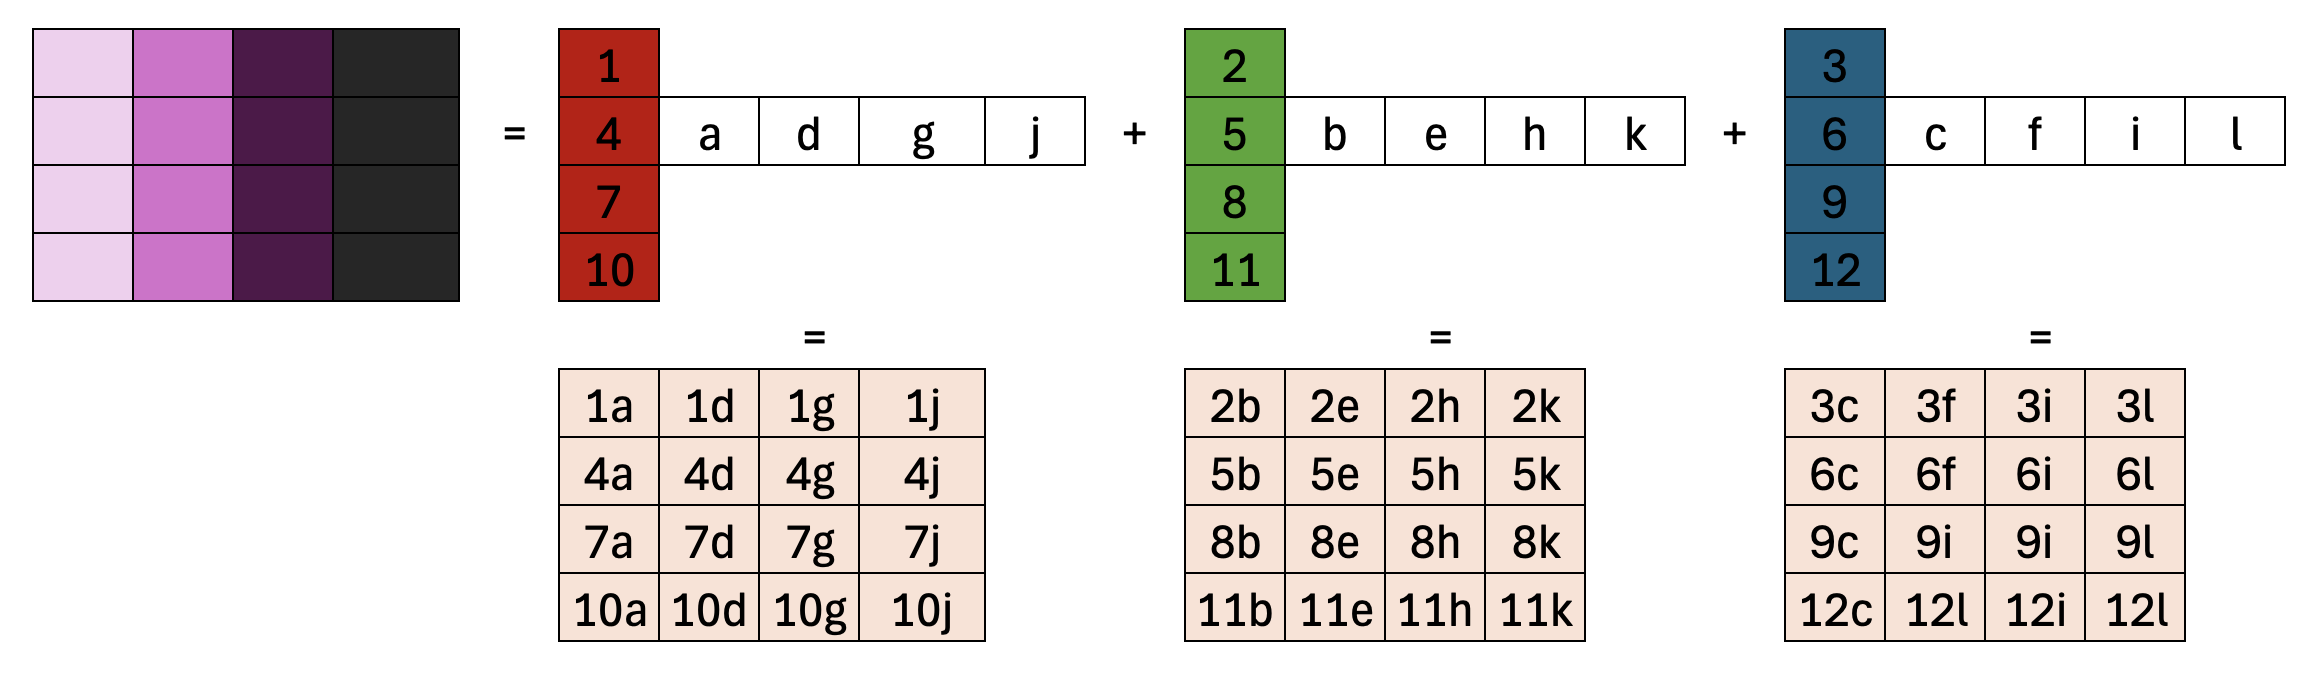 1 2 3
= 4 a d g j + 5 b e h k + 6 c f i l
7 8 9
10 11 12
= = =
1a 1d 1g 1j 2b 2e 2h 2k 3c 3f 3i 3l
4a 4d 4g 4j 5b 5e 5h 5k 6c 6f 6i 6l
7a 7d 7g 7j 8b 8e 8h 8k 9c 9i 9i 9l
10a 10d 10g 10j 11b 11e 11h 11k 12c 12l 12i 12l